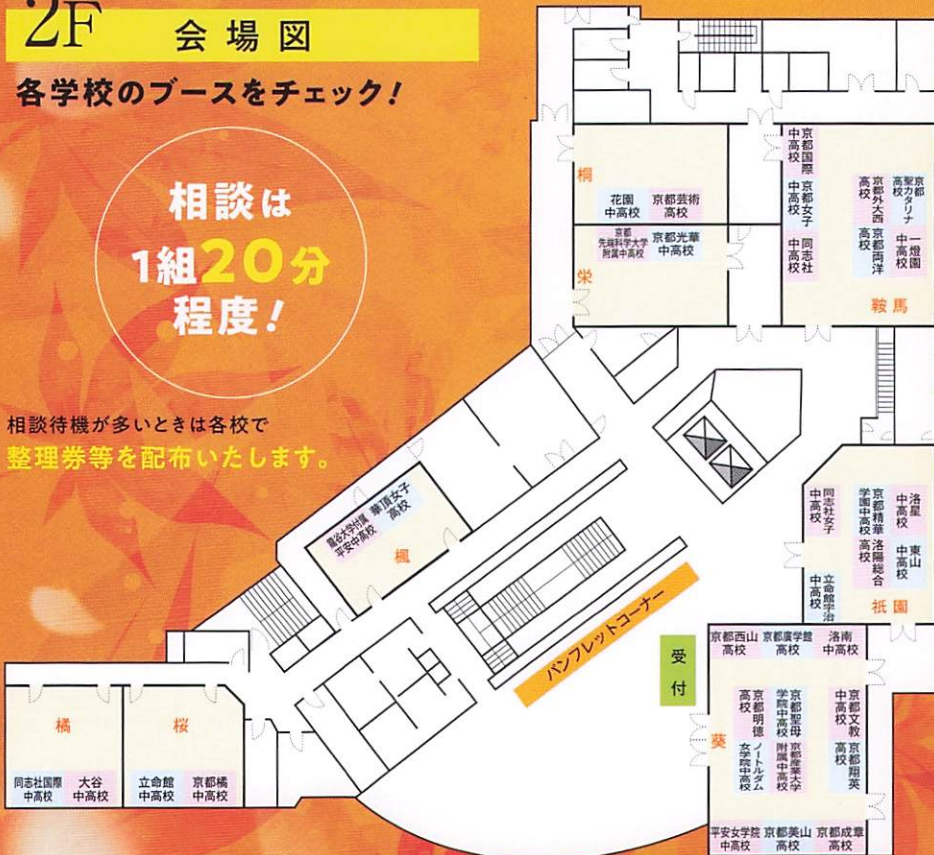 2F 会場図
各学校のブースをチェック!
相談は
1組20分
程度!
相談待機が多いときは各校で
整理券等を配布いたします。
桐
花園
中高校
京都芸術
高校
栄
京都
先端科学大学
附属中高校
京都光華
中高校
京都国際
中高校
京都女子
中高校
同志社
中高校
京都
聖カタリナ
高校
京都外大西
高校
一燈園
中高校
京都両洋
高校
鞍馬
龍谷大学付属
平安中高校
華頂女子
高校
楓
同志社女子
中高校
立命館宇治
中高校
洛星
中高校
京都精華
学園中高校
東山
中高校
洛陽総合
高校
祇園
パンフレットコーナー
受付
京都西山
高校
京都廣学館
高校
洛南
中高校
京都明徳
高校
京都聖母
学院中高校
京都文教
中高校
葵
ノートルダム
女学院中高校
京都産業大学
附属中高校
京都翔英
高校
平安女学院
中高校
京都美山
高校
京都成章
高校
橘
同志社国際
中高校
大谷
中高校
桜
立命館
中高校
京都橘
中高校